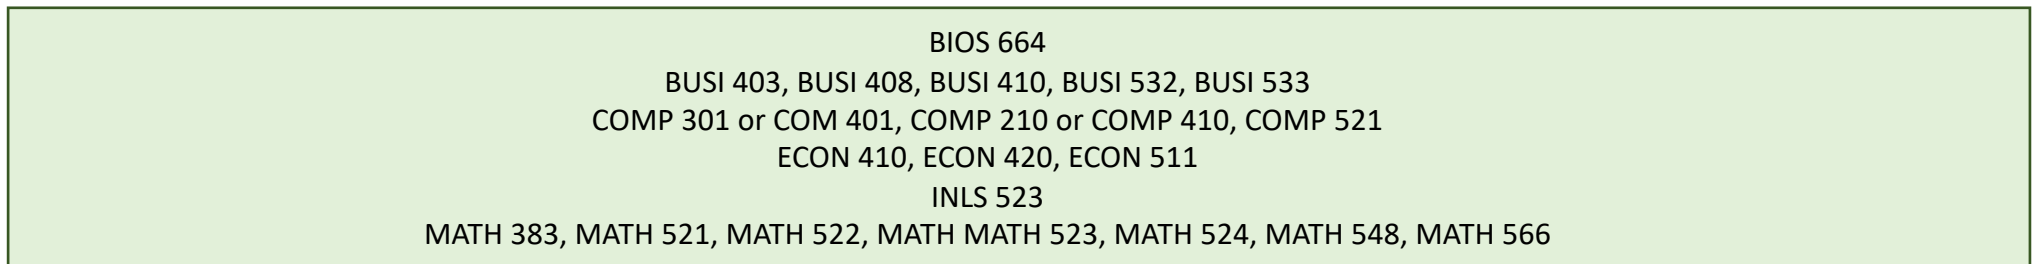 BIOS 664
BUSI 403, BUSI 408, BUSI 410, BUSI 532, BUSI 533
COMP 301 or COM 401, COMP 210 or COMP 410, COMP 521
ECON 410, ECON 420, ECON 511
INLS 523
MATH 383, MATH 521, MATH 522, MATH MATH 523, MATH 524, MATH 548, MATH 566